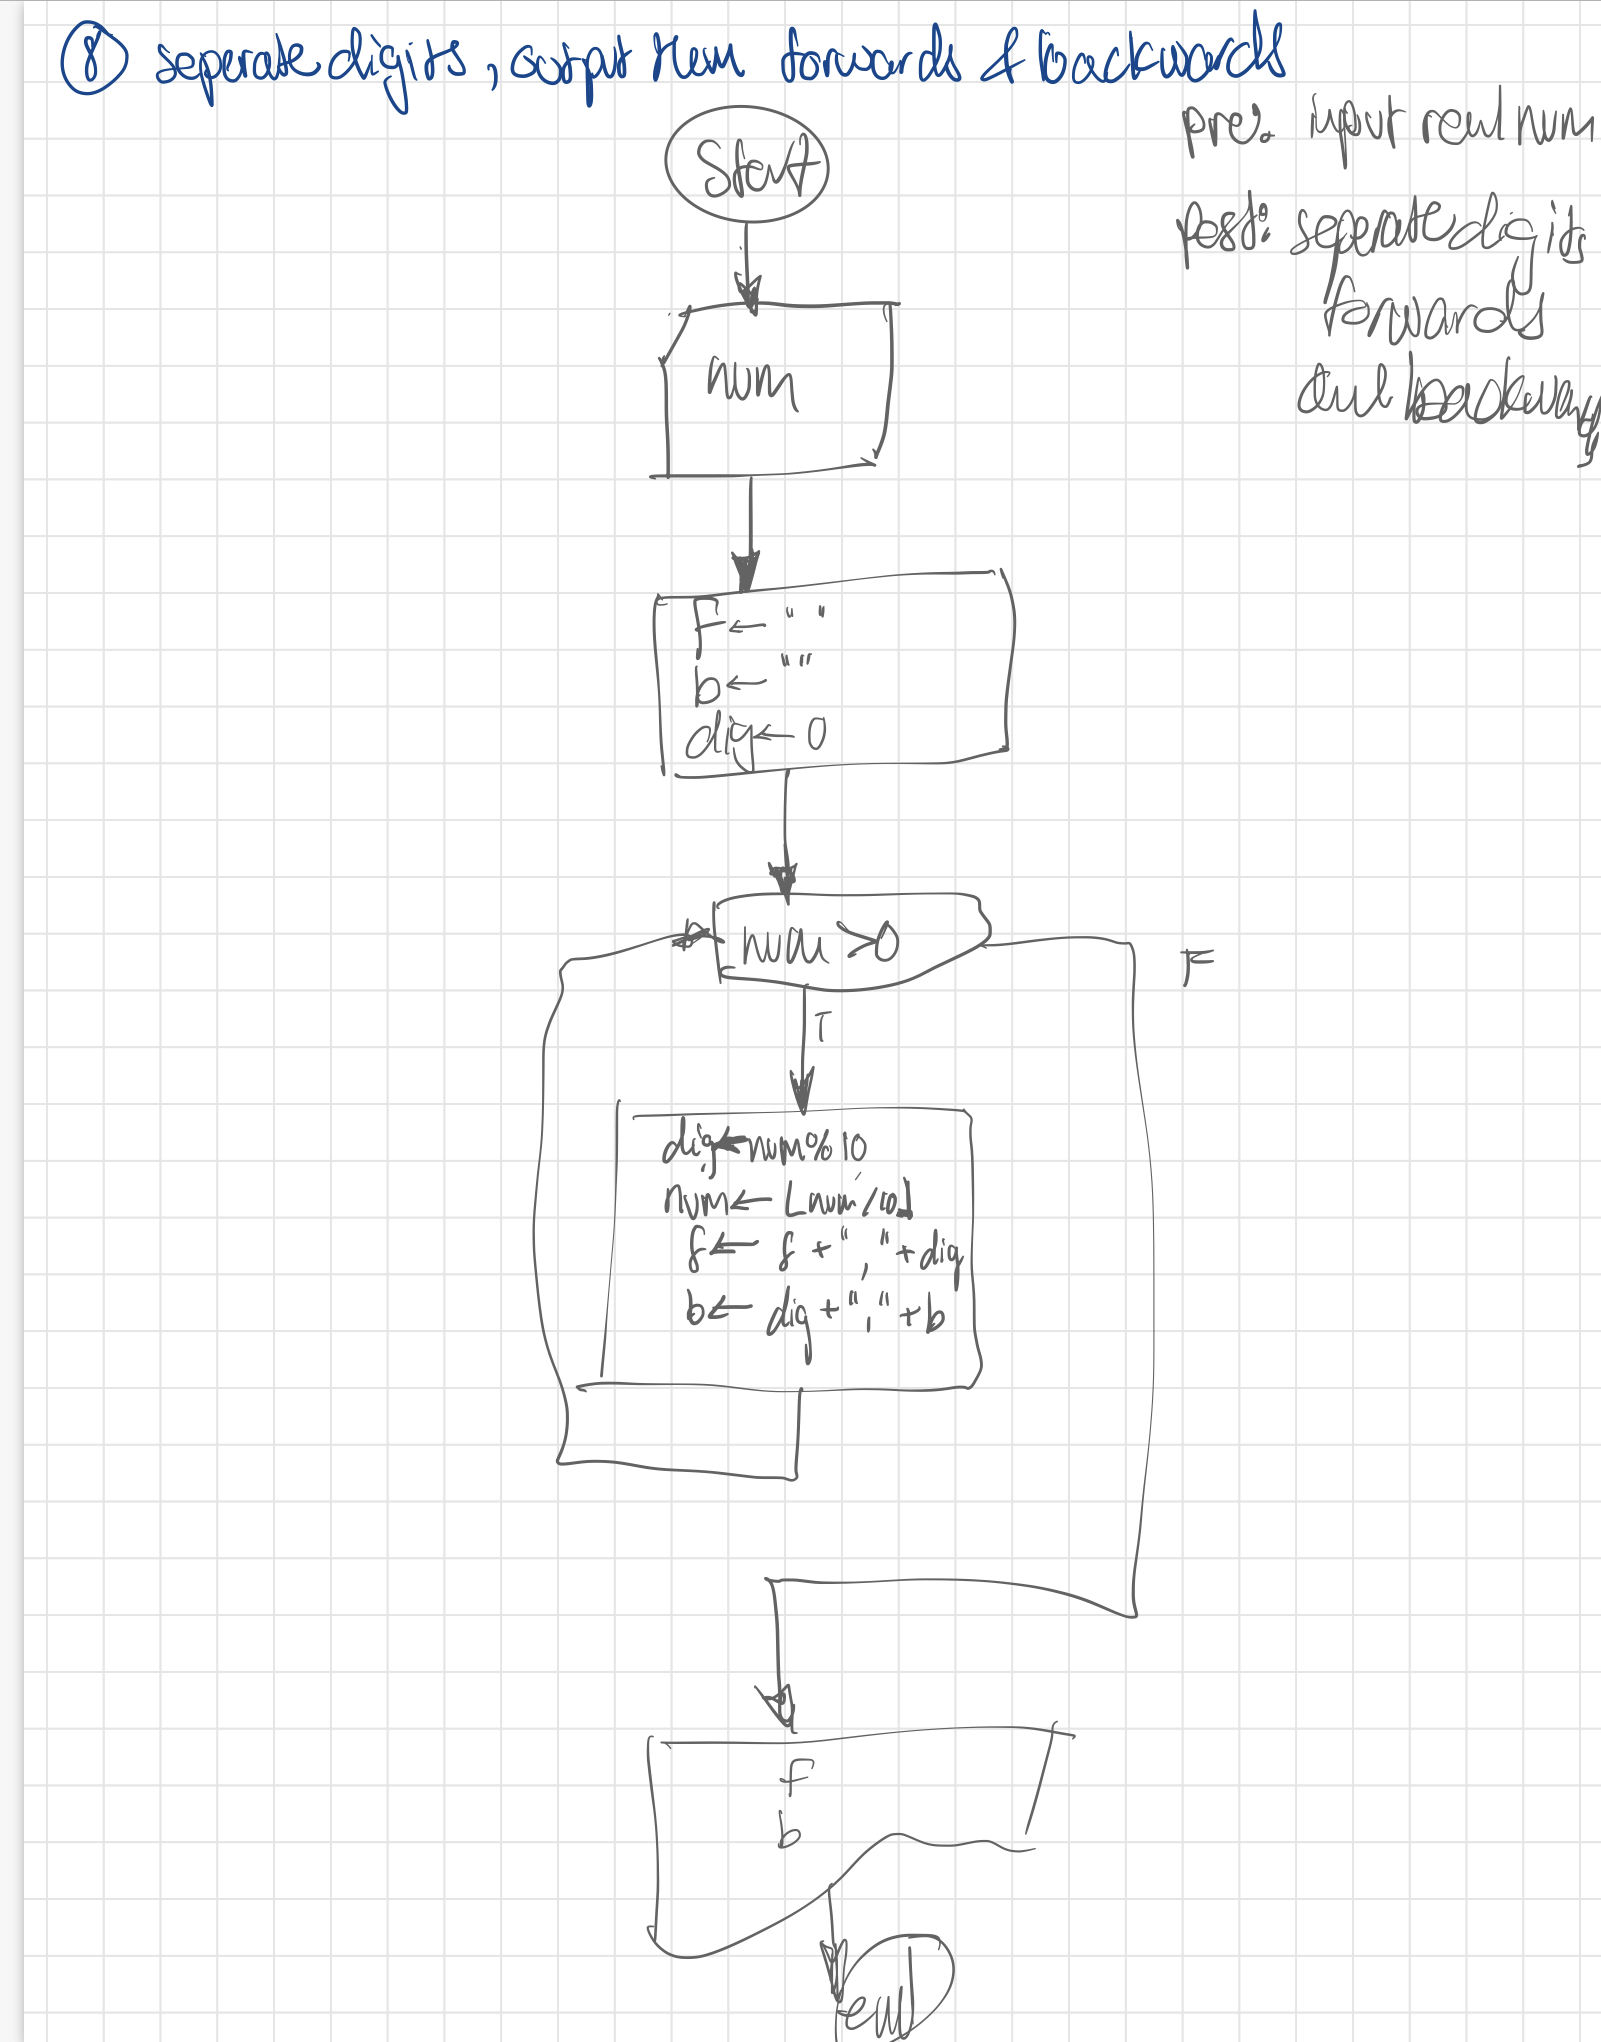 8 seperate digits, output them forwards & backwards
pre: input real num
post: seperate digits
forwards
and backwards
Start
num
F ← " "
b ← " "
dig ← 0
num > 0
F
T
dig ← num % 10
num ← ⌊num/10⌋
f ← f + "," + dig
b ← dig + "," + b
f
b
end